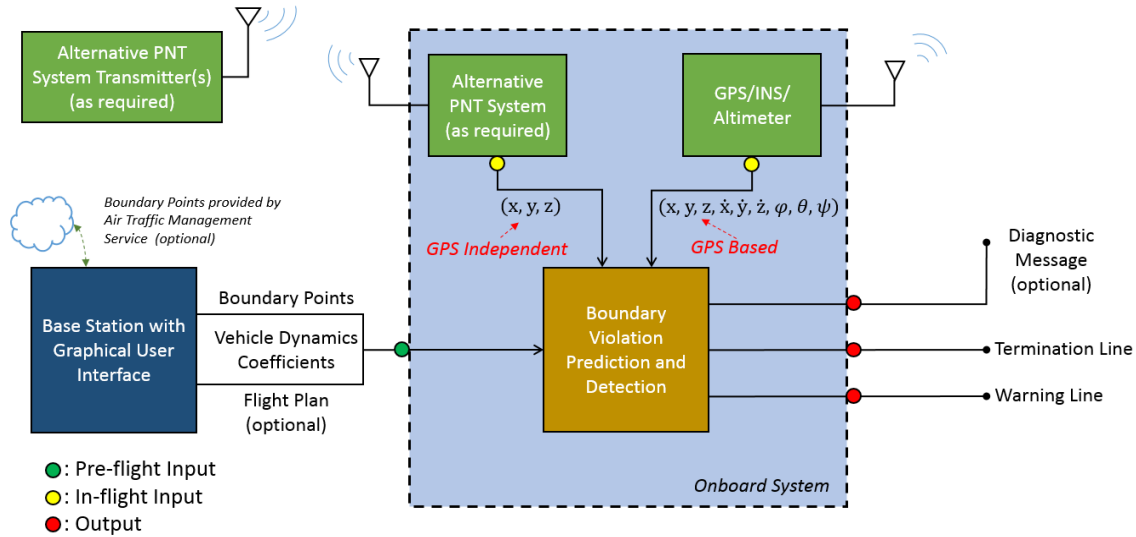 Alternative PNT
System Transmitter(s)
(as required)
Alternative
PNT System
(as required)
GPS/INS/
Altimeter
Boundary Points provided by
Air Traffic Management
Service (optional)
(x, y, z)
GPS Independent
(x, y, z, ẋ, ẏ, ż, φ, θ, ψ)
GPS Based
Base Station with
Graphical User
Interface
Boundary Points
Vehicle Dynamics
Coefficients
Flight Plan
(optional)
Boundary
Violation
Prediction and
Detection
Diagnostic
Message
(optional)
Termination Line
Warning Line
: Pre-flight Input
: In-flight Input
: Output
Onboard System